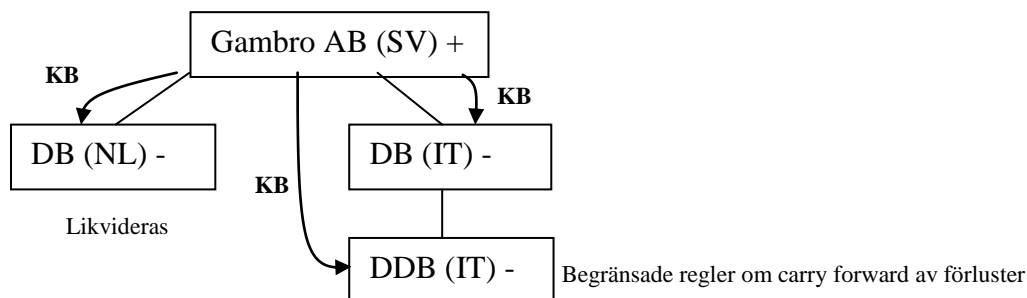 Gambro AB (SV) +
KB
KB
DB (NL) -
DB (IT) -
KB
Likvideras
DDB (IT) -
Begränsade regler om carry forward av förluster